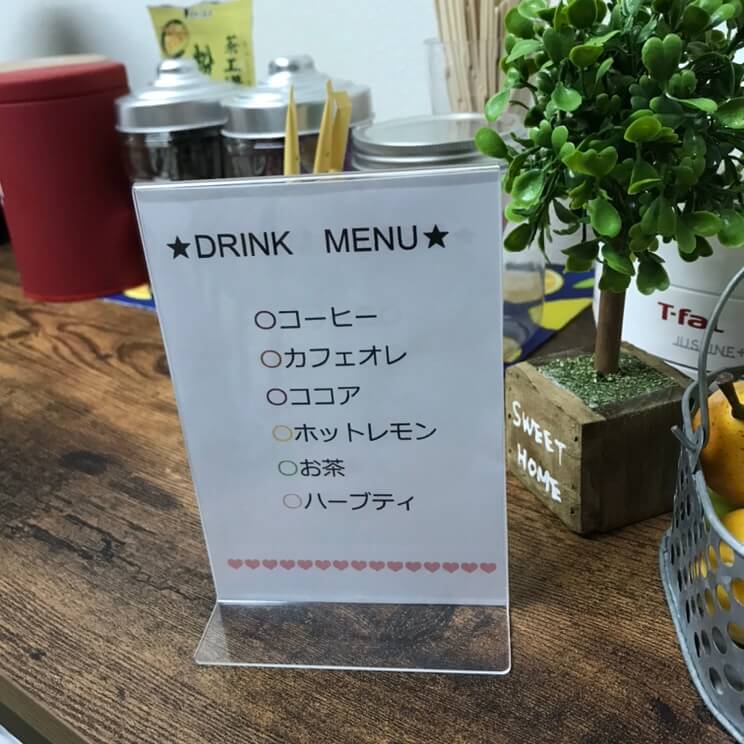 ★DRINK MENU★
○コーヒー
○カフェオレ
○ココア
○ホットレモン
○お茶
○ハーブティ
SWEET
HOME
T-fal